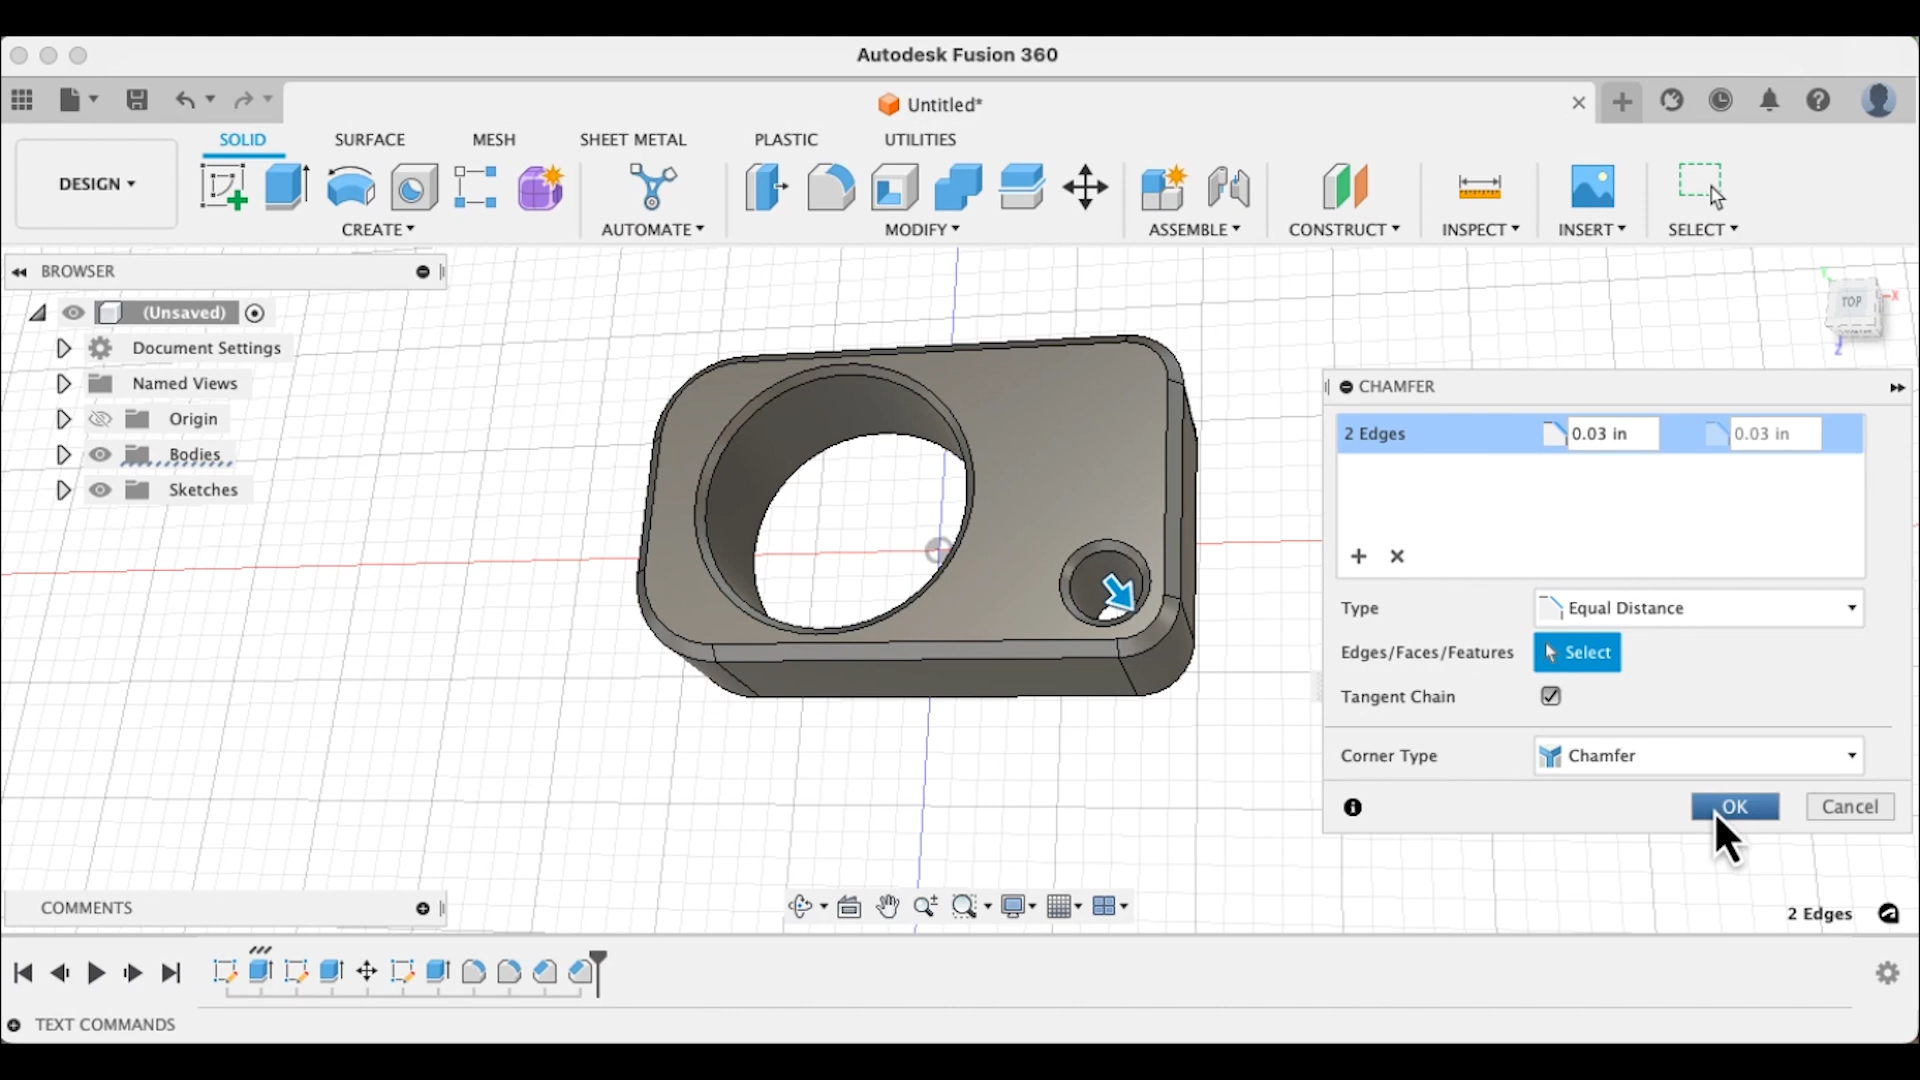 Autodesk Fusion 360
Untitled*
SOLID SURFACE MESH SHEET METAL PLASTIC UTILITIES
DESIGN
CREATE AUTOMATE MODIFY ASSEMBLE CONSTRUCT INSPECT INSERT SELECT
BROWSER
(Unsaved)
Document Settings
Named Views
Origin
Bodies
Sketches
TOP
X
Z
CHAMFER
2 Edges 0.03 in 0.03 in
Type Equal Distance
Edges/Faces/Features Select
Tangent Chain
Corner Type Chamfer
OK Cancel
COMMENTS
2 Edges
TEXT COMMANDS